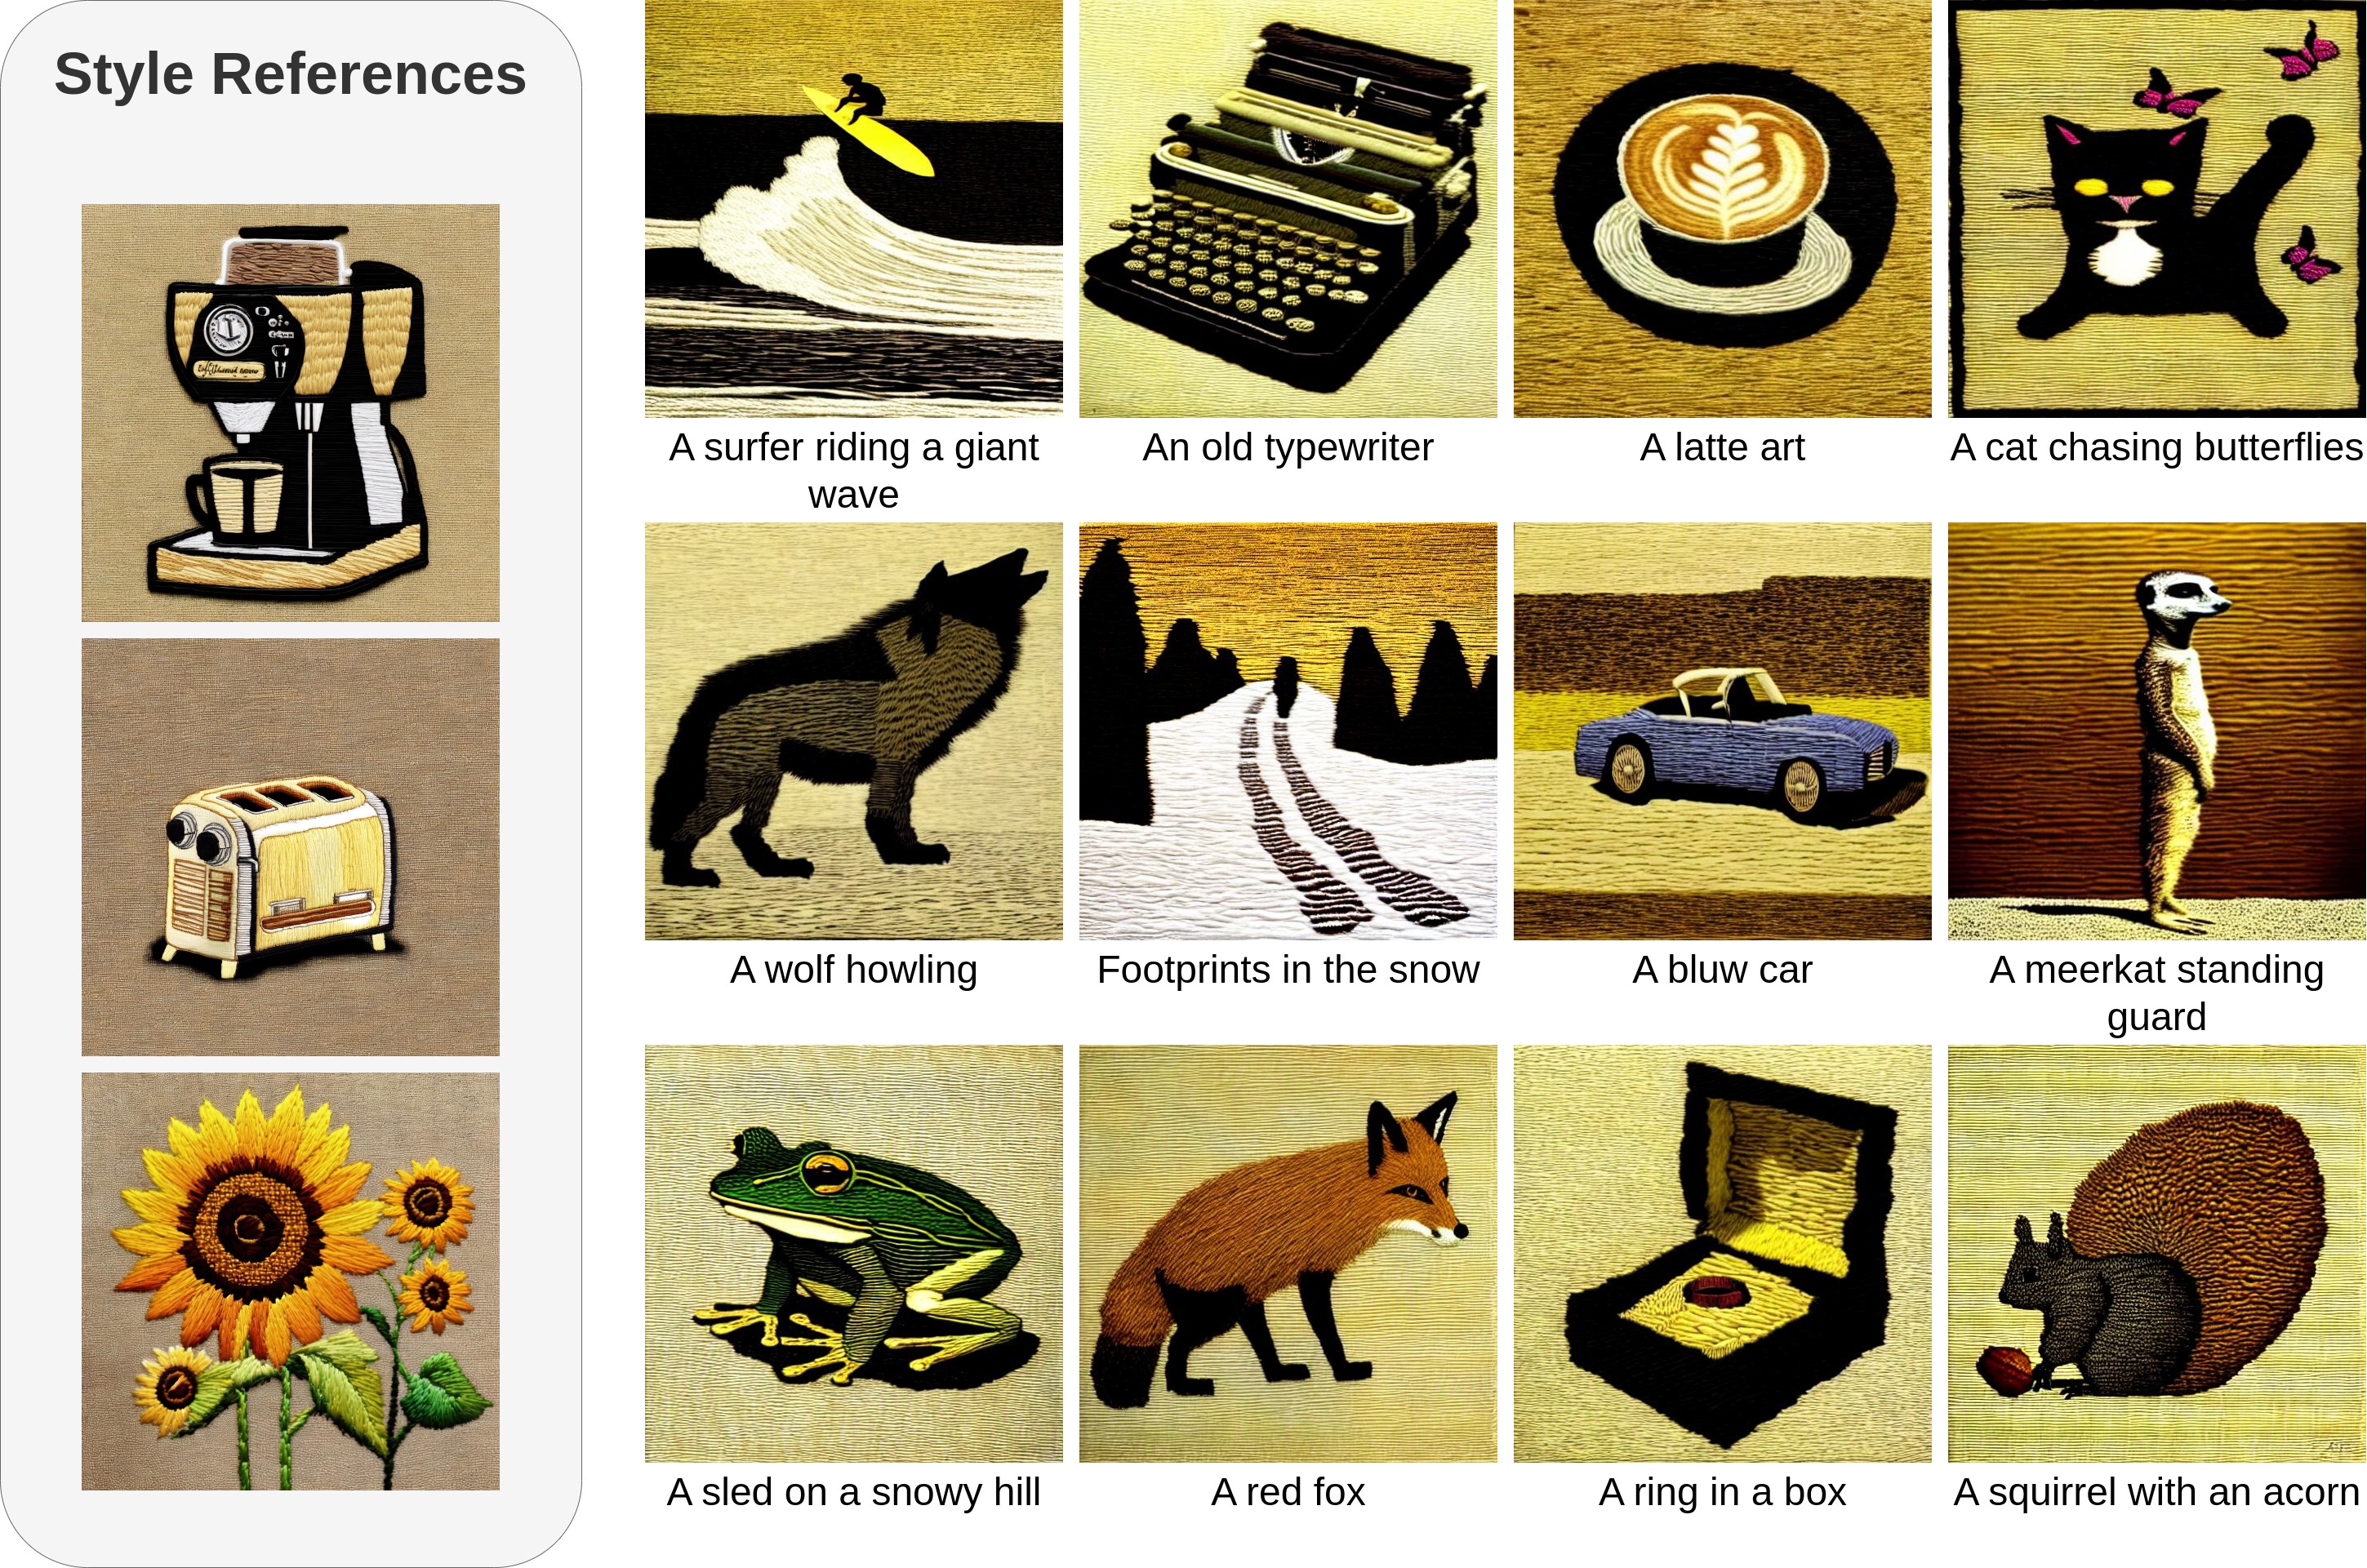 Style References
A surfer riding a giant
wave
An old typewriter
A latte art
A cat chasing butterflies
A wolf howling
Footprints in the snow
A bluw car
A meerkat standing
guard
A sled on a snowy hill
A red fox
A ring in a box
A squirrel with an acorn